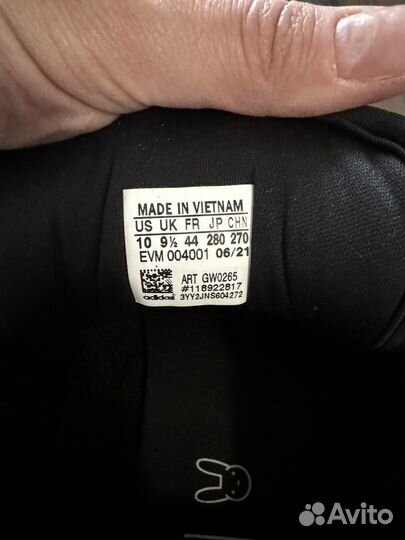 MADE IN VIETNAM
US UK FR JP CHN
10 9½ 44 280 270
EVM 004001 06/21
ART GW0265
#118922817
adidas 3YY2JNS604272
Avito